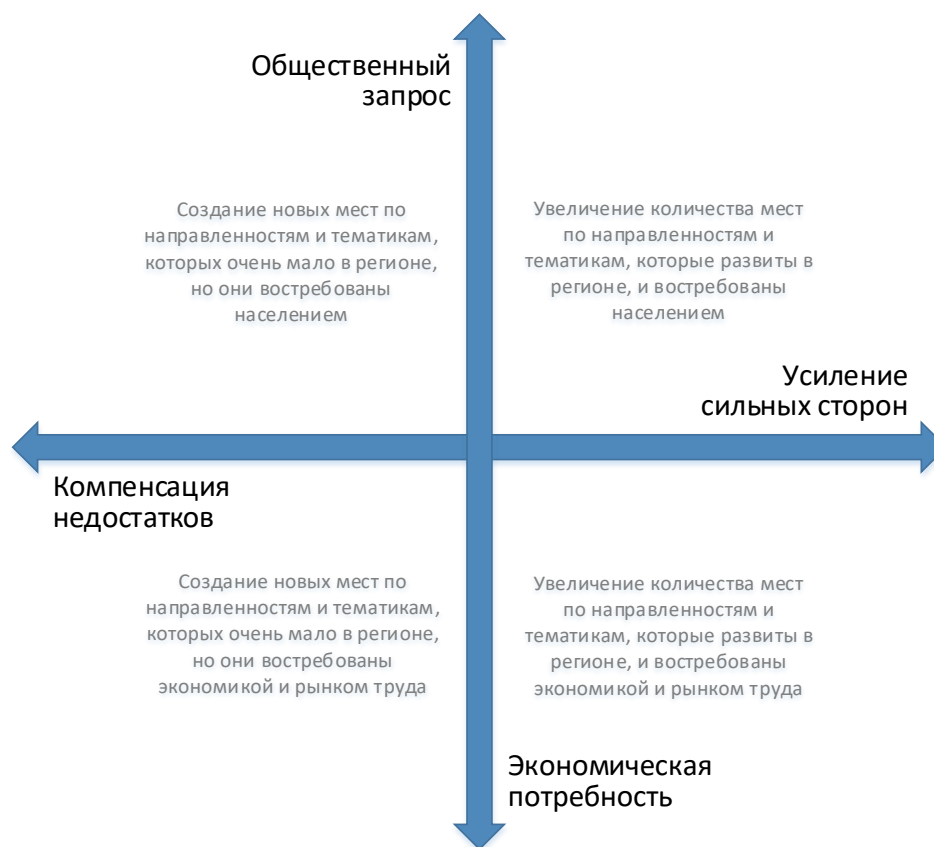 Общественный
запрос
Создание новых мест по
направленностям и тематикам,
которых очень мало в регионе,
но они востребованы
населением
Увеличение количества мест
по направленностям и
тематикам, которые развиты в
регионе, и востребованы
населением
Усиление
сильных сторон
Компенсация
недостатков
Создание новых мест по
направленностям и тематикам,
которых очень мало в регионе,
но они востребованы
экономикой и рынком труда
Увеличение количества мест
по направленностям и
тематикам, которые развиты в
регионе, и востребованы
экономикой и рынком труда
Экономическая
потребность